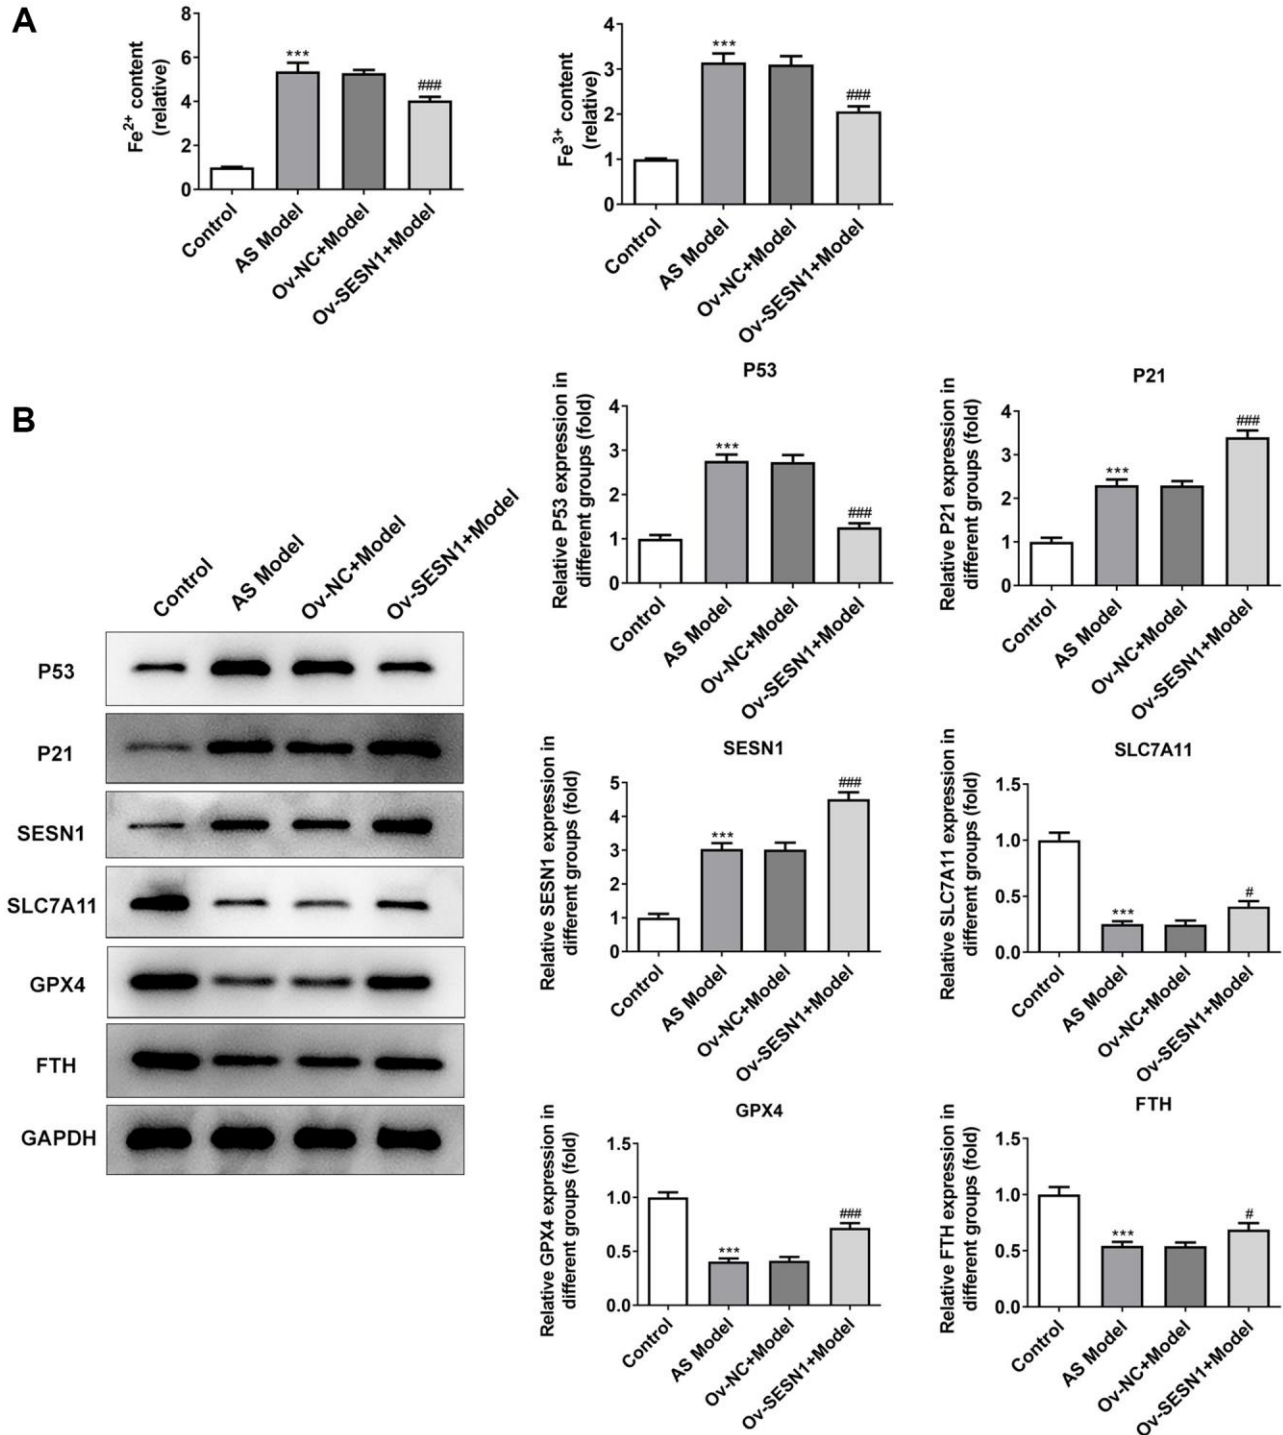 A
Fe2+ content
(relative)
8
6
4
2
0
***
###
Control
AS Model
Ov-NC+Model
Ov-SESN1+Model
Fe3+ content
(relative)
4
3
2
1
0
***
###
Control
AS Model
Ov-NC+Model
Ov-SESN1+Model
B
Control
AS Model
Ov-NC+Model
Ov-SESN1+Model
P53
P21
SESN1
SLC7A11
GPX4
FTH
GAPDH
P53
Relative P53 expression in
different groups (fold)
4
3
2
1
0
***
###
Control
AS Model
Ov-NC+Model
Ov-SESN1+Model
P21
Relative P21 expression in
different groups (fold)
4
3
2
1
0
***
###
Control
AS Model
Ov-NC+Model
Ov-SESN1+Model
SESN1
Relative SESN1 expression in
different groups (fold)
5
4
3
2
1
0
***
###
Control
AS Model
Ov-NC+Model
Ov-SESN1+Model
SLC7A11
Relative SLC7A11 expression in
different groups (fold)
1.5
1.0
0.5
0.0
***
#
Control
AS Model
Ov-NC+Model
Ov-SESN1+Model
GPX4
Relative GPX4 expression in
different groups (fold)
1.5
1.0
0.5
0.0
***
###
Control
AS Model
Ov-NC+Model
Ov-SESN1+Model
FTH
Relative FTH expression in
different groups (fold)
1.5
1.0
0.5
0.0
***
#
Control
AS Model
Ov-NC+Model
Ov-SESN1+Model